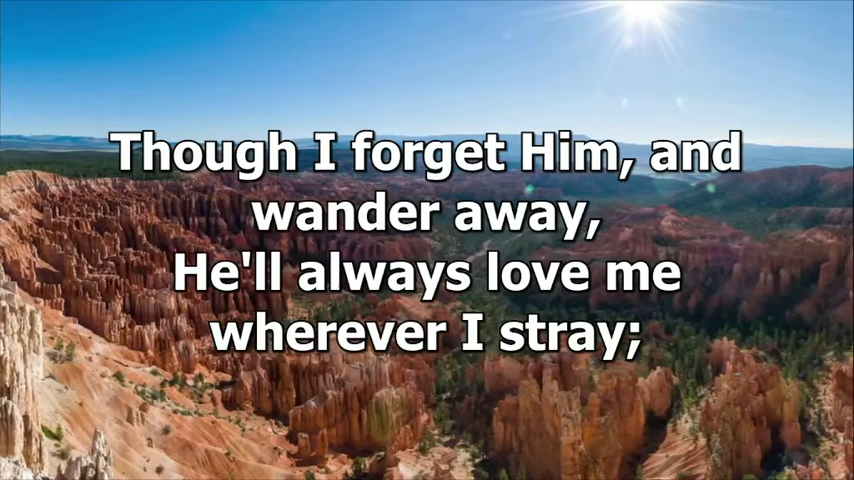 Though I forget Him, and
wander away,
He'll always love me
wherever I stray;